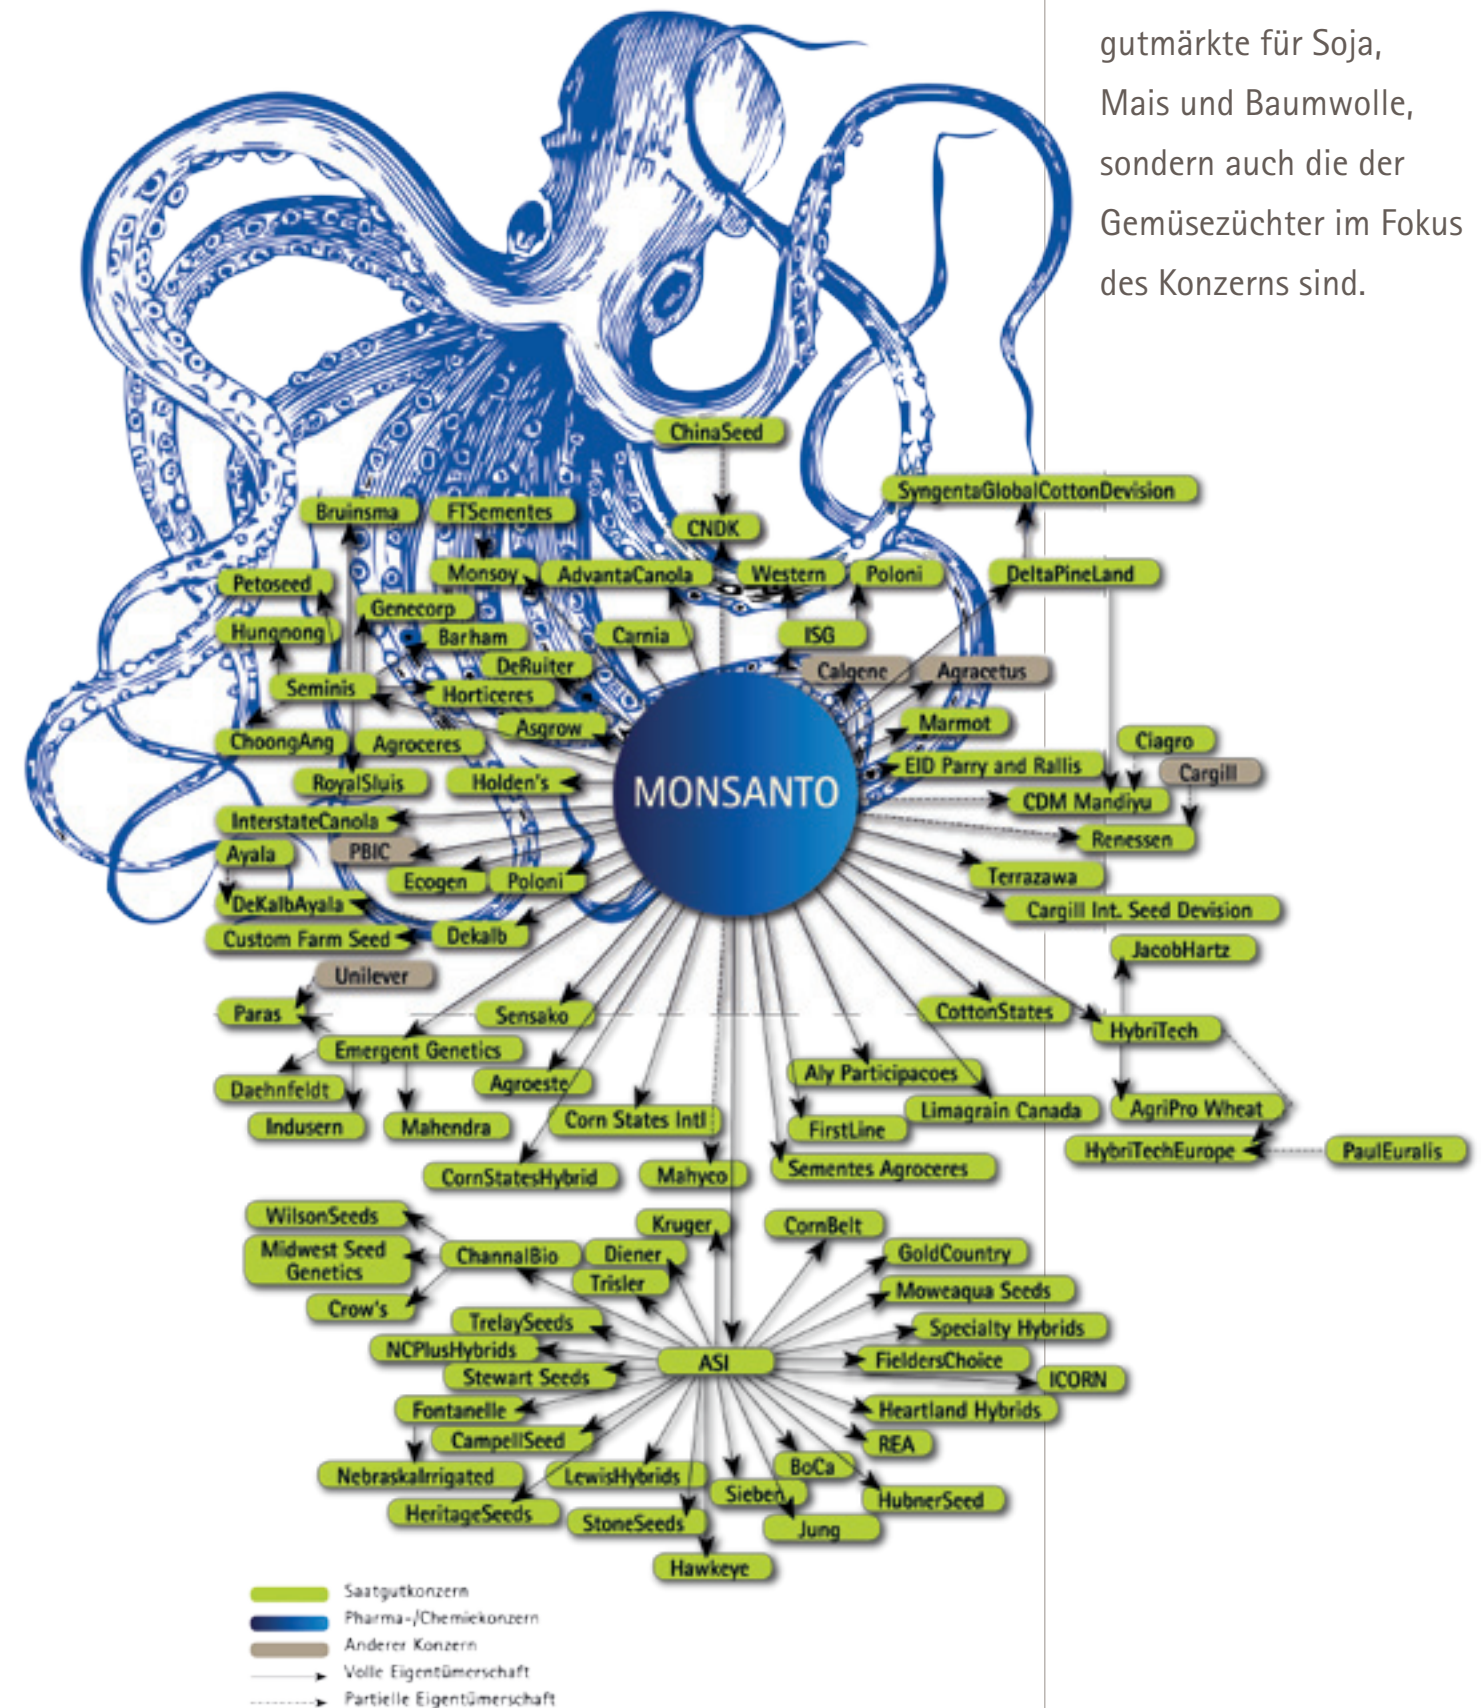 gutmärkte für Soja,
Mais und Baumwolle,
sondern auch die der
Gemüsezüchter im Fokus
des Konzerns sind.
ChinaSeed
SyngentaGlobalCottonDevision
Bruinsma
FTSementes
CNDK
Petoseed
Monsoy
AdvantaCanola
Western
Poloni
DeltaPineLand
Genecorp
Hungnong
Barham
Carnia
ISG
DeRuiter
Calgene
Agracetus
Seminis
Horticeres
Asgrow
Marmot
ChoongAng
Agroceres
Ciagro
EID Parry and Rallis
Cargill
RoyalSluis
Holden's
MONSANTO
CDM Mandiyu
InterstateCanola
Renessen
Ayala
PBIC
Ecogen
Poloni
Terrazawa
DeKalbAyala
Cargill Int. Seed Devision
Custom Farm Seed
Dekalb
JacobHartz
Unilever
Paras
Sensako
CottonStates
HybriTech
Emergent Genetics
Daehnfeldt
Agroeste
Aly Participacoes
Indusern
Mahendra
Corn States Intl
FirstLine
Limagrain Canada
AgriPro Wheat
HybriTechEurope
PaulEuralis
CornStatesHybrid
Mahyco
Sementes Agroceres
WilsonSeeds
Kruger
CornBelt
Midwest Seed
Genetics
ChannalBio
Diener
GoldCountry
Trisler
Moweaqua Seeds
Crow's
TrelaySeeds
Specialty Hybrids
NCPlusHybrids
ASI
FieldersChoice
Stewart Seeds
ICORN
Fontanelle
Heartland Hybrids
CampellSeed
REA
NebraskaIrrigated
LewisHybrids
BoCa
Sieben
HubnerSeed
HeritageSeeds
StoneSeeds
Jung
Hawkeye
Saatgutkonzern
Pharma-/Chemiekonzern
Anderer Konzern
Volle Eigentümerschaft
Partielle Eigentümerschaft